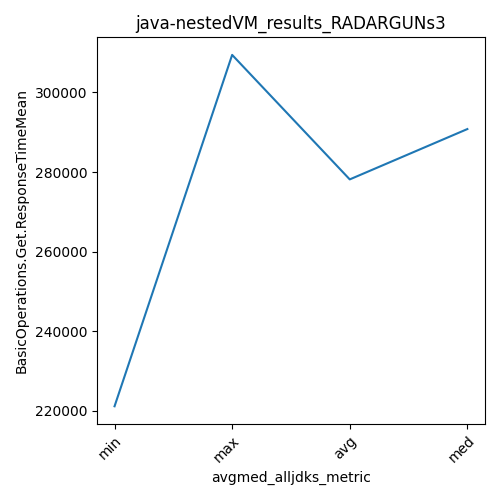 java-nestedVM_results_RADARGUNs3
BasicOperations.Get.ResponseTimeMean
300000
280000
260000
240000
220000
min
max
avg
med
avgmed_alljdks_metric